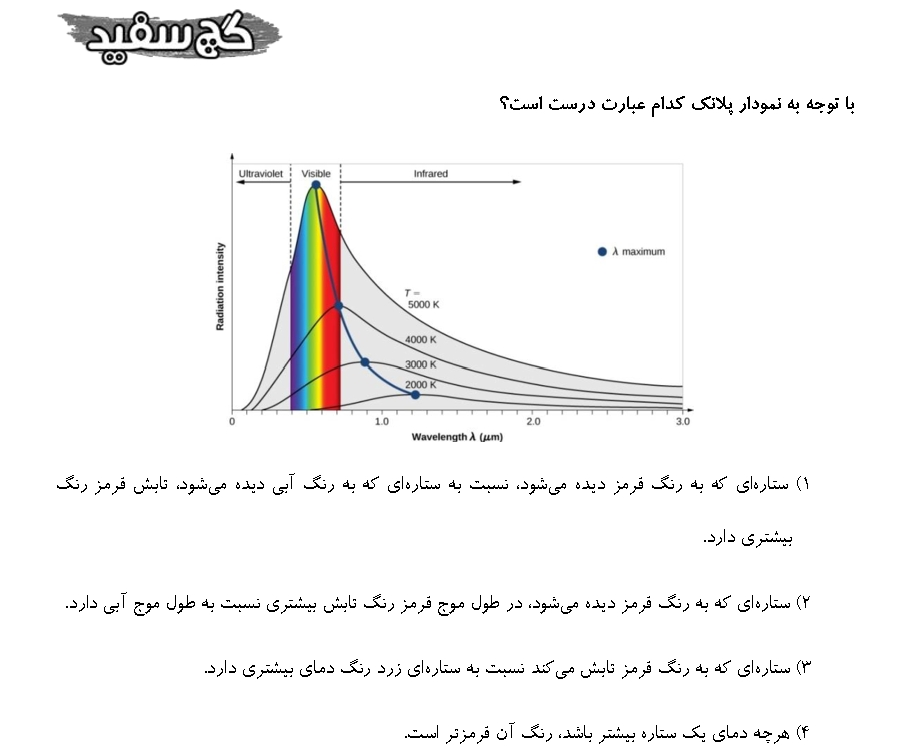 گچ سفید
با توجه به نمودار پلانک کدام عبارت درست است؟
Ultraviolet Visible Infrared
λ maximum
Radiation intensity
T =
5000 K
4000 K
3000 K
2000 K
0 1.0 2.0 3.0
Wavelength λ (μm)
۱) ستاره‌ای که به رنگ قرمز دیده می‌شود، نسبت به ستاره‌ای که به رنگ آبی دیده می‌شود، تابش قرمز رنگ
بیشتری دارد.
۲) ستاره‌ای که به رنگ قرمز دیده می‌شود، در طول موج قرمز رنگ تابش بیشتری نسبت به طول موج آبی دارد.
۳) ستاره‌ای که به رنگ قرمز تابش می‌کند نسبت به ستاره‌ای زرد رنگ دمای بیشتری دارد.
۴) هرچه دمای یک ستاره بیشتر باشد، رنگ آن قرمزتر است.